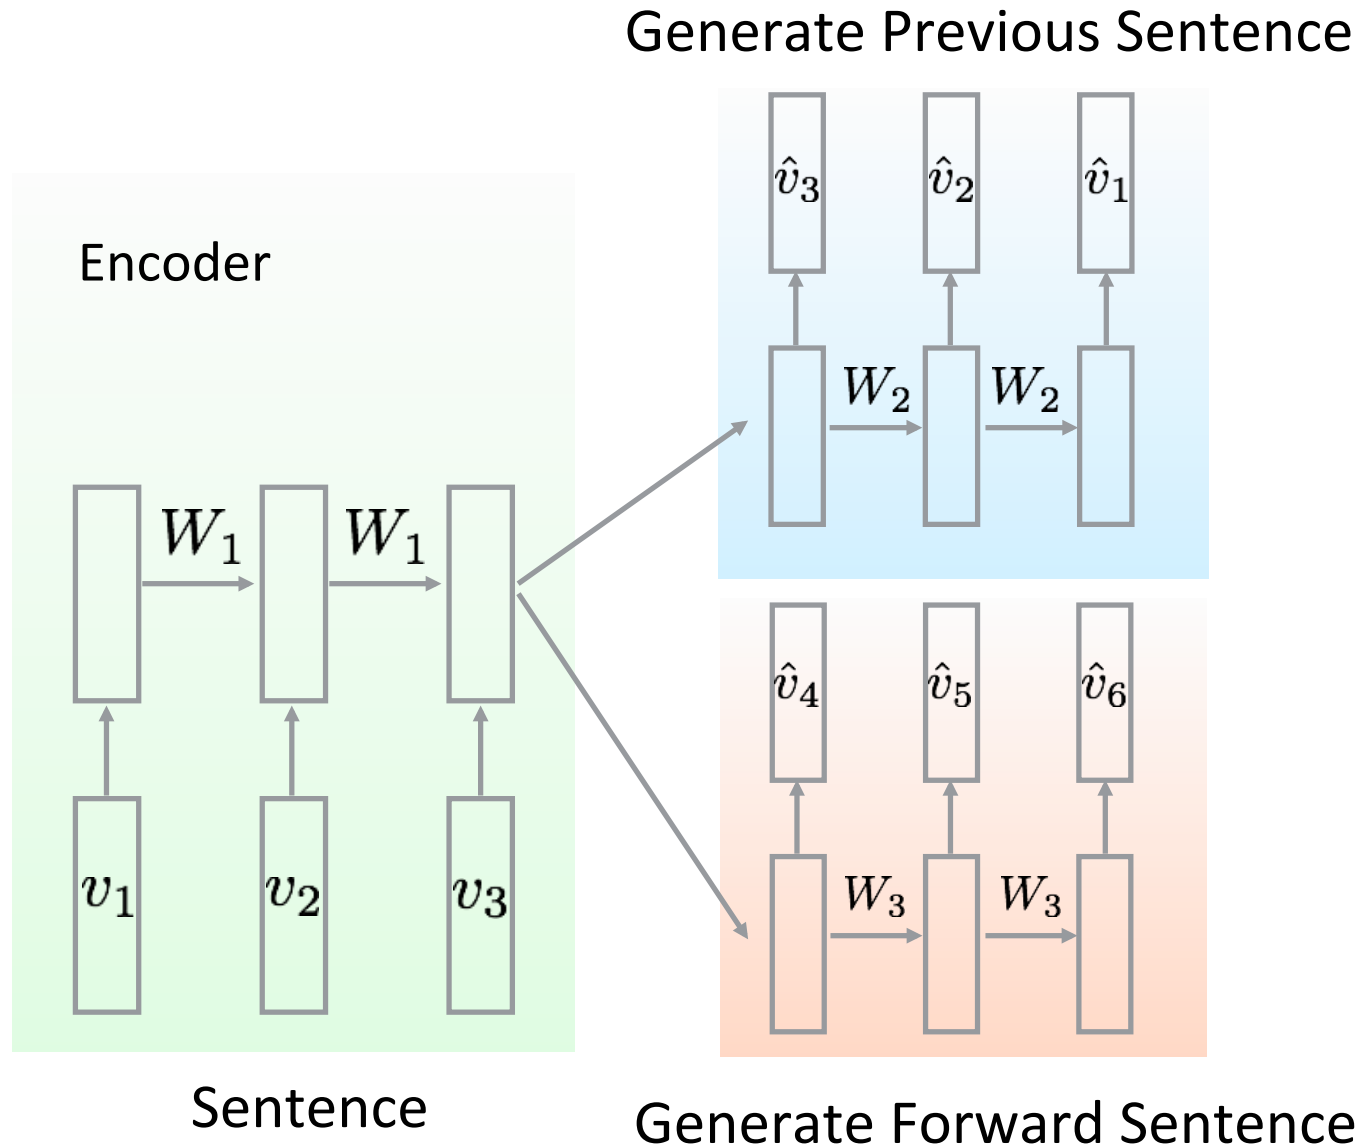 Generate Previous Sentence
v̂₃ v̂₂ v̂₁
Encoder
W₂ W₂
W₁ W₁
v̂₄ v̂₅ v̂₆
v₁ v₂ v₃
W₃ W₃
Sentence
Generate Forward Sentence